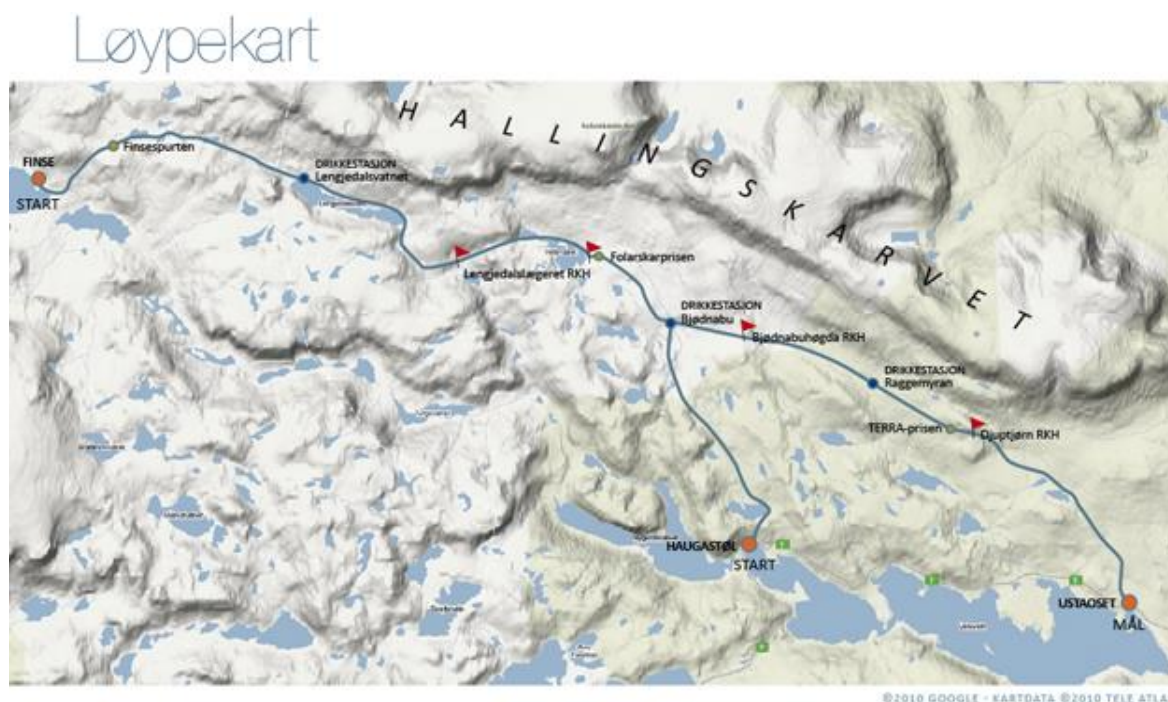 Løypekart
HALLINGSKARVET
FINSE
START
Finsespurten
DRIKKESTASJON
Lengjedalsvatnet
Lengjedalslægeret RKH
Folarskarprisen
DRIKKESTASJON
Bjødnabu
Bjødnabuhøgda RKH
DRIKKESTASJON
Raggemyran
TERRA-prisen
Djuptjørn RKH
HAUGASTØL
START
USTAOSET
MÅL
©2010 GOOGLE - KARTDATA ©2010 TELE ATLA